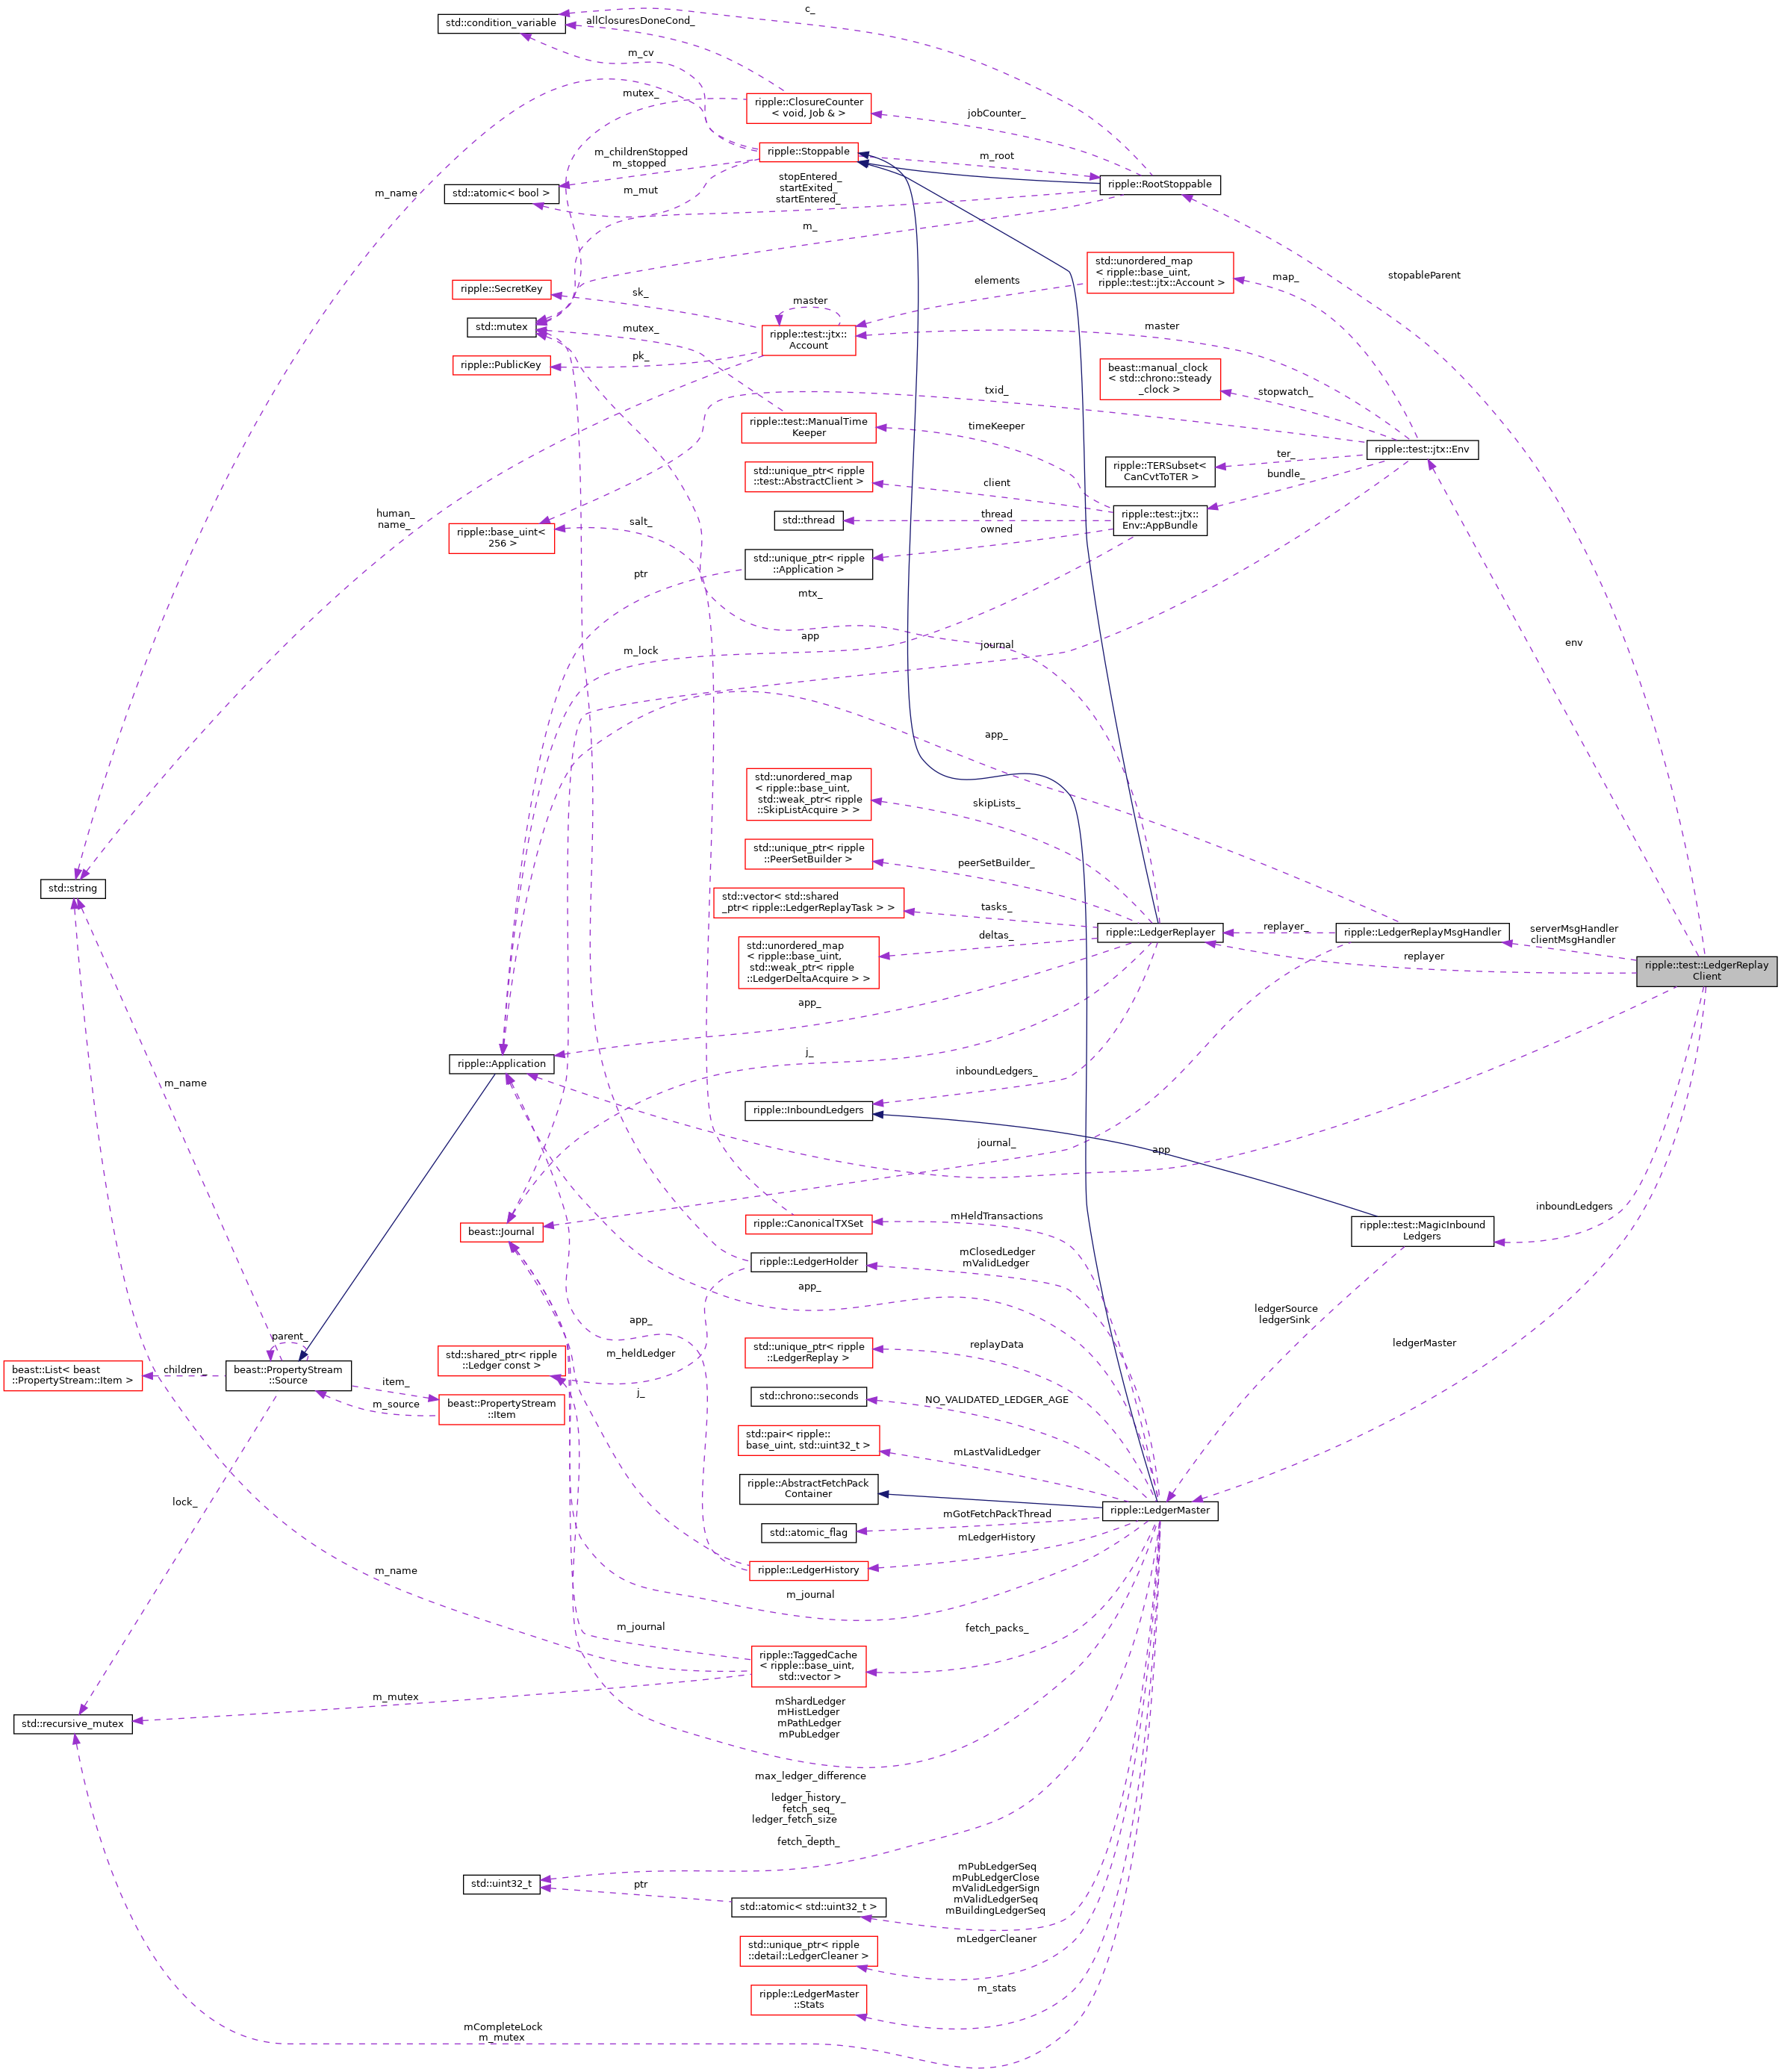 c_
std::condition_variable
allClosuresDoneCond_
m_cv
mutex_
ripple::ClosureCounter
< void, Job & >
jobCounter_
ripple::Stoppable
m_root
m_childrenStopped
m_stopped
std::atomic< bool >
m_name
m_mut
stopEntered_
startExited_
startEntered_
ripple::RootStoppable
m_
stopableParent
std::unordered_map
< ripple::base_uint,
ripple::test::jtx::Account >
map_
elements
ripple::SecretKey
sk_
master
std::mutex
mutex_
ripple::test::jtx::
Account
master
ripple::PublicKey
pk_
beast::manual_clock
< std::chrono::steady
_clock >
stopwatch_
txid_
ripple::test::ManualTime
Keeper
timeKeeper
ripple::test::jtx::Env
ter_
ripple::TERSubset<
CanCvtToTER >
bundle_
std::unique_ptr< ripple
::test::AbstractClient >
client
human_
name_
salt_
std::thread
thread
ripple::test::jtx::
Env::AppBundle
owned
ripple::base_uint<
256 >
std::unique_ptr< ripple
::Application >
ptr
mtx_
app
m_lock
journal
env
app_
std::unordered_map
< ripple::base_uint,
std::weak_ptr< ripple
::SkipListAcquire > >
skipLists_
std::unique_ptr< ripple
::PeerSetBuilder >
peerSetBuilder_
std::string
std::vector< std::shared
_ptr< ripple::LedgerReplayTask > >
tasks_
ripple::LedgerReplayer
replayer_
ripple::LedgerReplayMsgHandler
serverMsgHandler
clientMsgHandler
deltas_
std::unordered_map
< ripple::base_uint,
std::weak_ptr< ripple
::LedgerDeltaAcquire > >
replayer
ripple::test::LedgerReplay
Client
app_
ripple::Application
j_
inboundLedgers_
m_name
ripple::InboundLedgers
journal_
app
inboundLedgers
beast::Journal
ripple::CanonicalTXSet
mHeldTransactions
ripple::test::MagicInbound
Ledgers
ripple::LedgerHolder
mClosedLedger
mValidLedger
app_
ledgerSource
ledgerSink
app_
parent_
ledgerMaster
std::shared_ptr< ripple
::Ledger const >
m_heldLedger
std::unique_ptr< ripple
::LedgerReplay >
replayData
beast::List< beast
::PropertyStream::Item >
children_
beast::PropertyStream
::Source
item_
m_source
beast::PropertyStream
::Item
j_
std::chrono::seconds
NO_VALIDATED_LEDGER_AGE
std::pair< ripple::
base_uint, std::uint32_t >
mLastValidLedger
ripple::AbstractFetchPack
Container
lock_
ripple::LedgerMaster
mGotFetchPackThread
std::atomic_flag
mLedgerHistory
ripple::LedgerHistory
m_name
m_journal
m_journal
fetch_packs_
ripple::TaggedCache
< ripple::base_uint,
std::vector >
m_mutex
std::recursive_mutex
mShardLedger
mHistLedger
mPathLedger
mPubLedger
max_ledger_difference
_
ledger_history_
fetch_seq_
ledger_fetch_size
_
fetch_depth_
std::uint32_t
ptr
std::atomic< std::uint32_t >
mPubLedgerSeq
mPubLedgerClose
mValidLedgerSign
mValidLedgerSeq
mBuildingLedgerSeq
mLedgerCleaner
std::unique_ptr< ripple
::detail::LedgerCleaner >
m_stats
ripple::LedgerMaster
::Stats
mCompleteLock
m_mutex